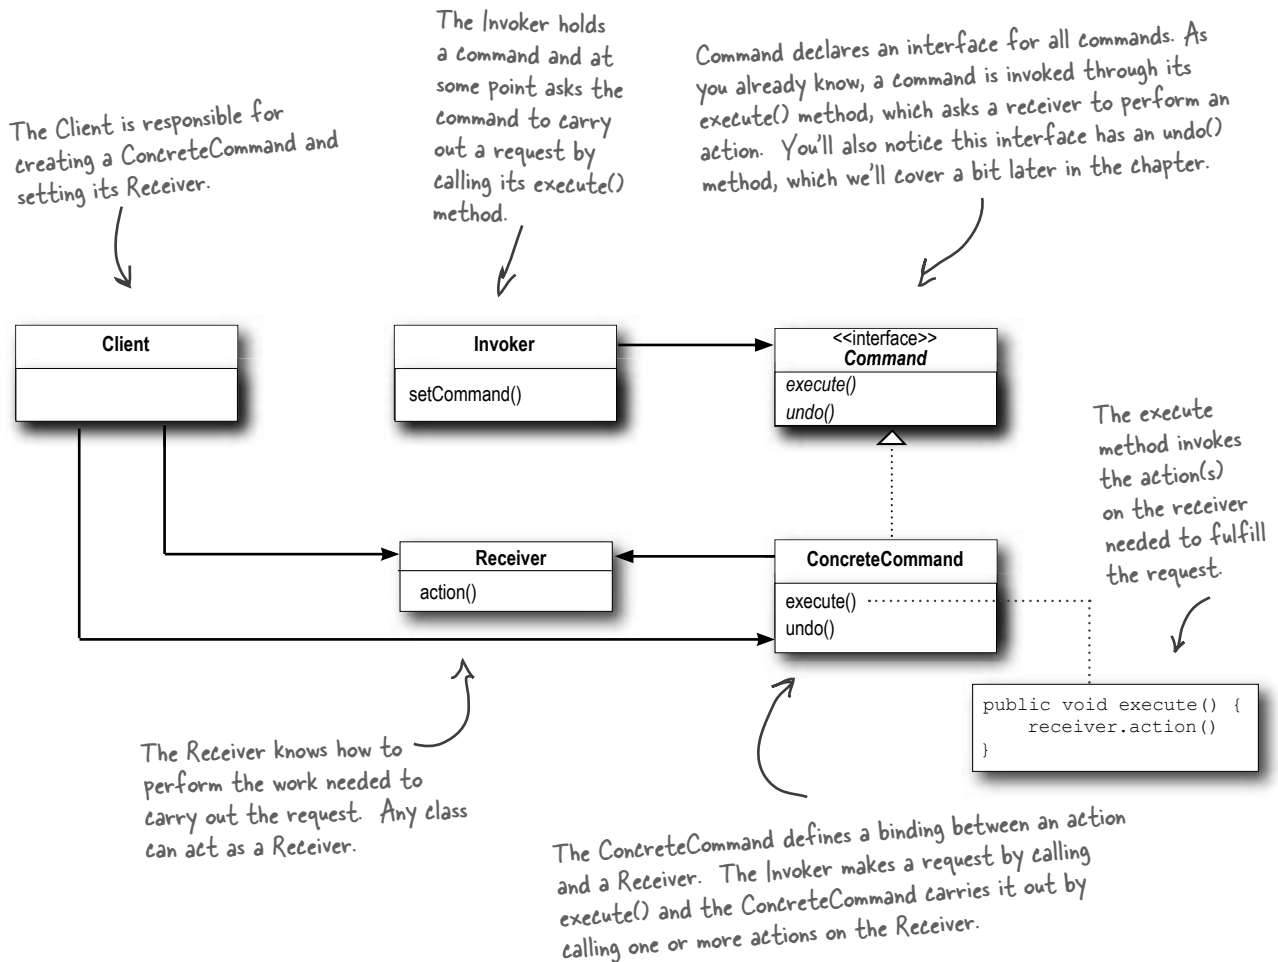 The Client is responsible for
creating a ConcreteCommand and
setting its Receiver.
The Invoker holds
a command and at
some point asks the
command to carry
out a request by
calling its execute()
method.
Command declares an interface for all commands. As
you already know, a command is invoked through its
execute() method, which asks a receiver to perform an
action. You'll also notice this interface has an undo()
method, which we'll cover a bit later in the chapter.
Client
Invoker
setCommand()
<<interface>>
Command
execute()
undo()
The execute
method invokes
the action(s)
on the receiver
needed to fulfill
the request.
Receiver
action()
ConcreteCommand
execute()
undo()
public void execute() {
receiver.action()
}
The Receiver knows how to
perform the work needed to
carry out the request. Any class
can act as a Receiver.
The ConcreteCommand defines a binding between an action
and a Receiver. The Invoker makes a request by calling
execute() and the ConcreteCommand carries it out by
calling one or more actions on the Receiver.